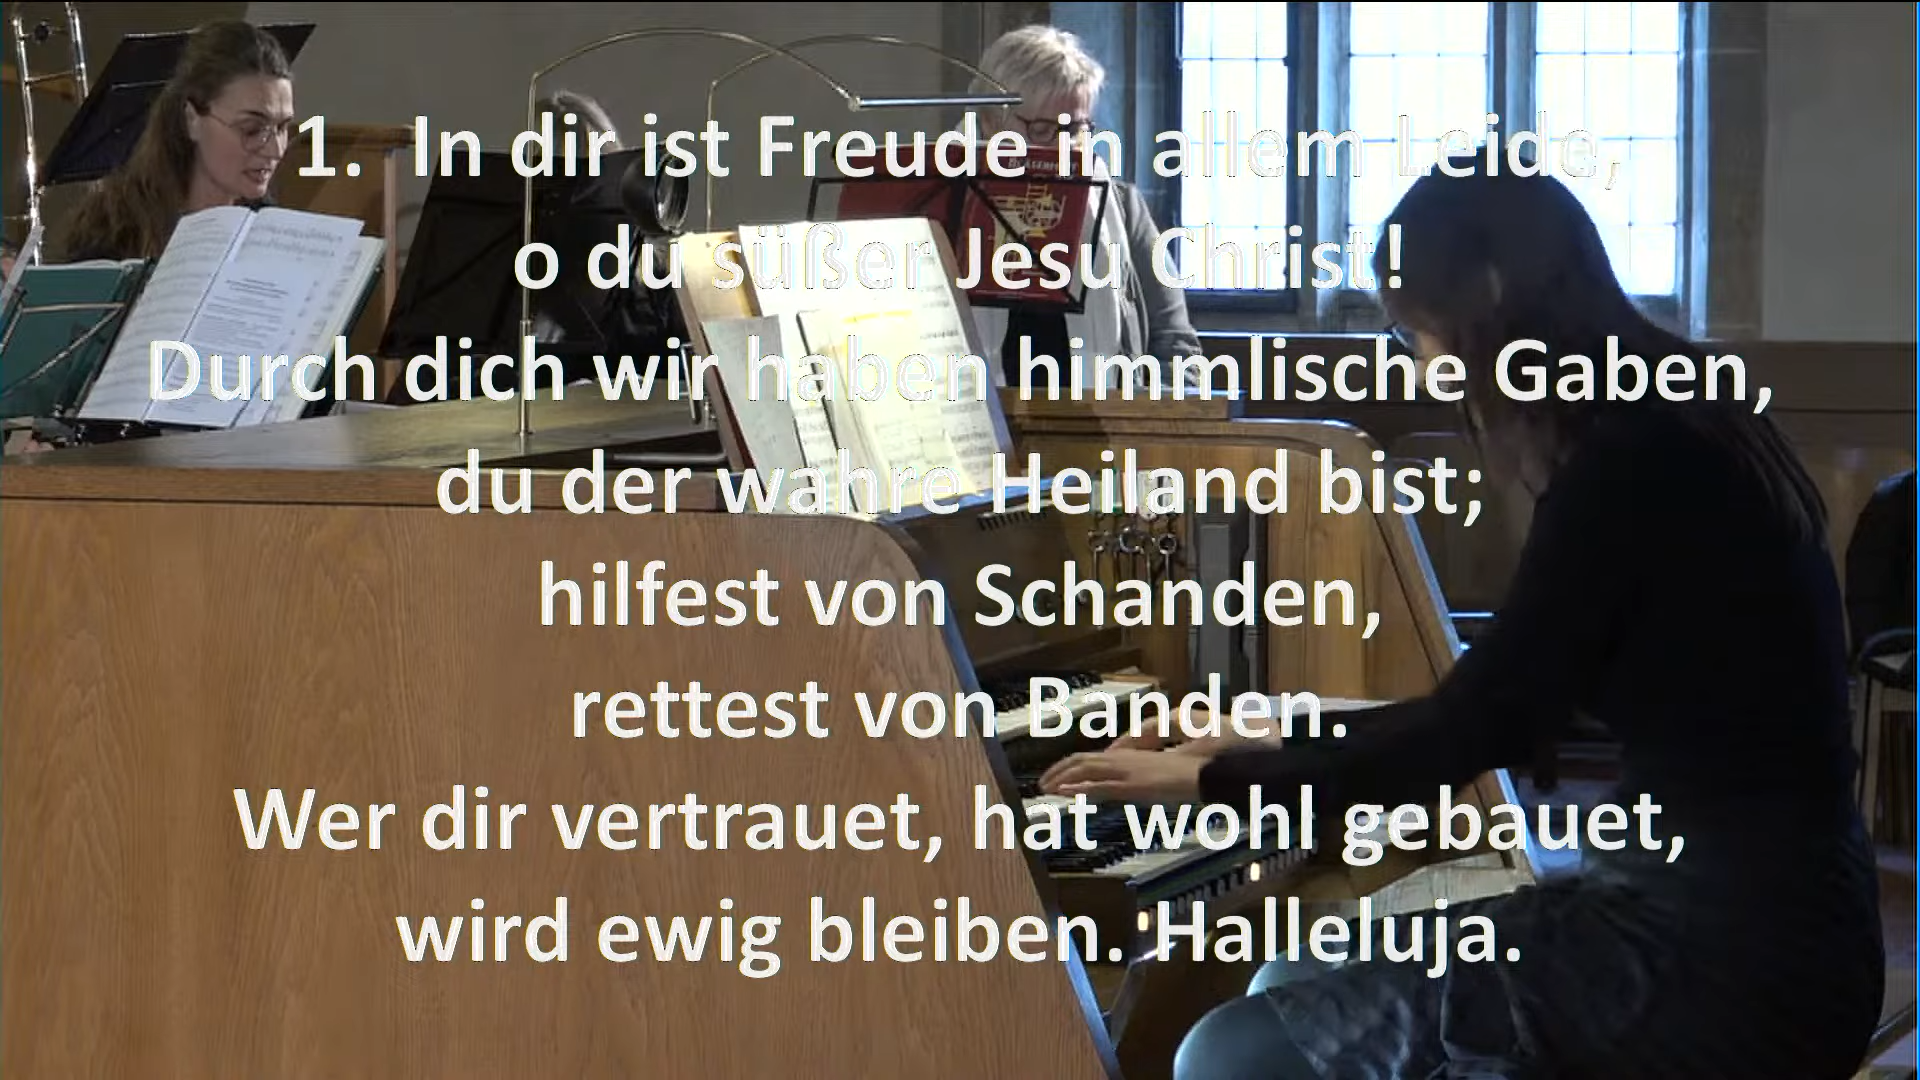 1. In dir ist Freude in allem Leide,
o du süßer Jesu Christ!
Durch dich wir haben himmlische Gaben,
du der wahre Heiland bist;
hilfest von Schanden,
rettest von Banden.
Wer dir vertrauet, hat wohl gebauet,
wird ewig bleiben. Halleluja.